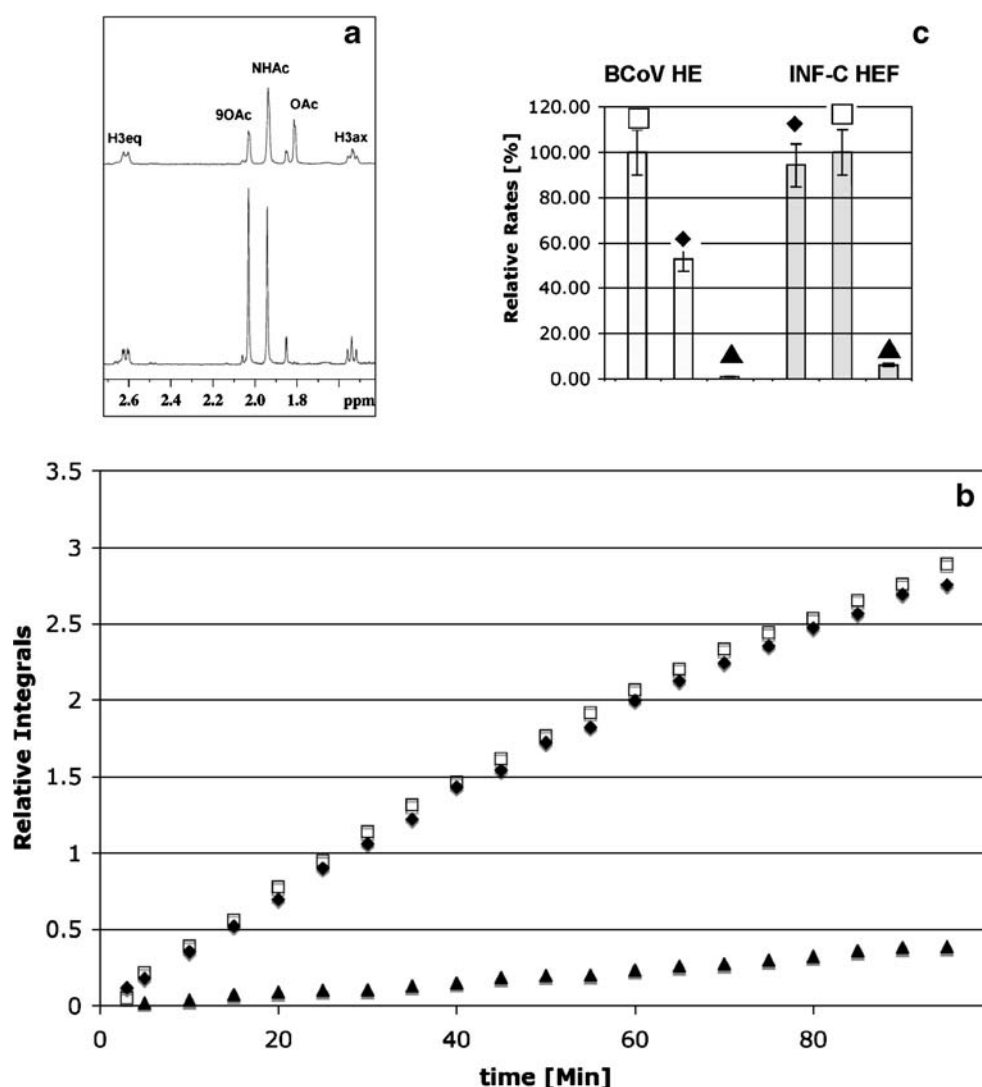 a
NHAc
9OAc
OAc
H3eq
H3ax
2.6 2.4 2.2 2.0 1.8 ppm
c
BCoV HE INF-C HEF
120.00
100.00
80.00
60.00
40.00
20.00
0.00
Relative Rates [%]
b
3.5
3
2.5
2
1.5
1
0.5
0
Relative Integrals
0 20 40 60 80
time [Min]